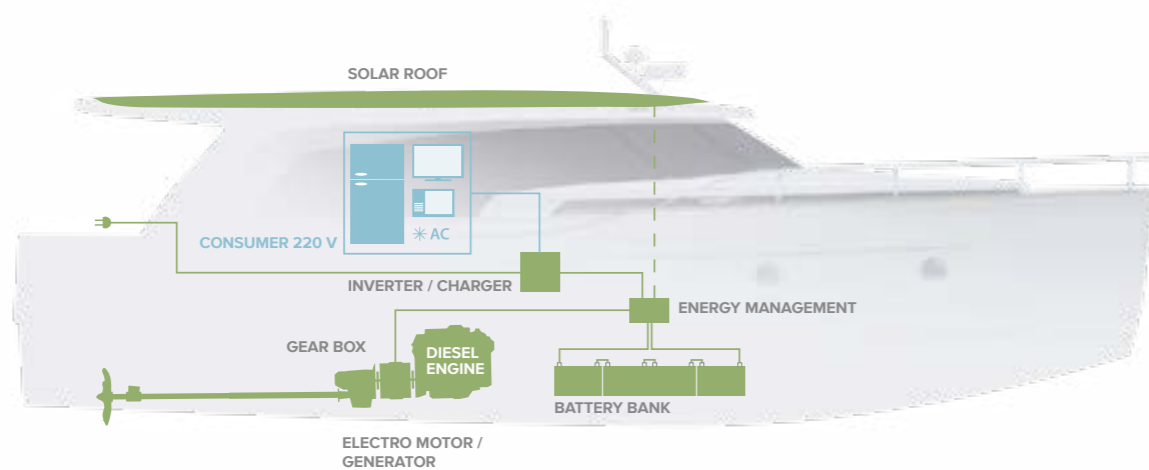 SOLAR ROOF
AC
CONSUMER 220 V
INVERTER / CHARGER
ENERGY MANAGEMENT
GEAR BOX
DIESEL
ENGINE
BATTERY BANK
ELECTRO MOTOR /
GENERATOR